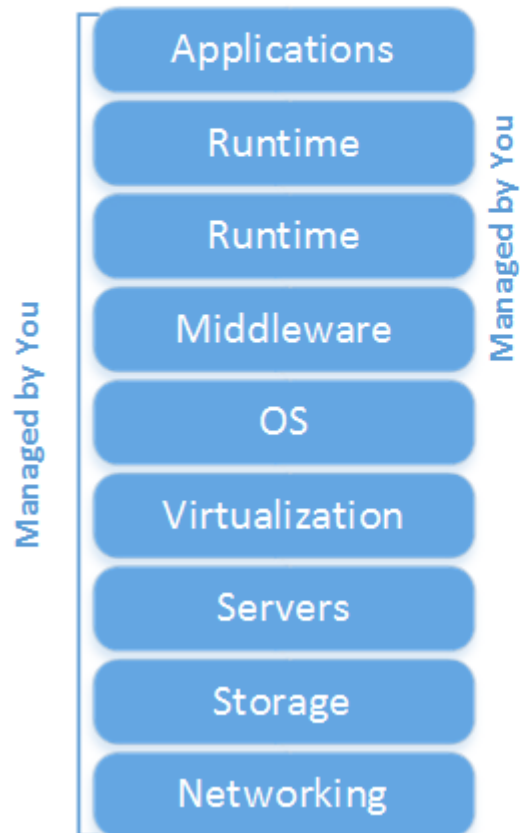 Applications
Runtime
Runtime
Middleware
OS
Virtualization
Servers
Storage
Networking
Managed by You
Managed by You